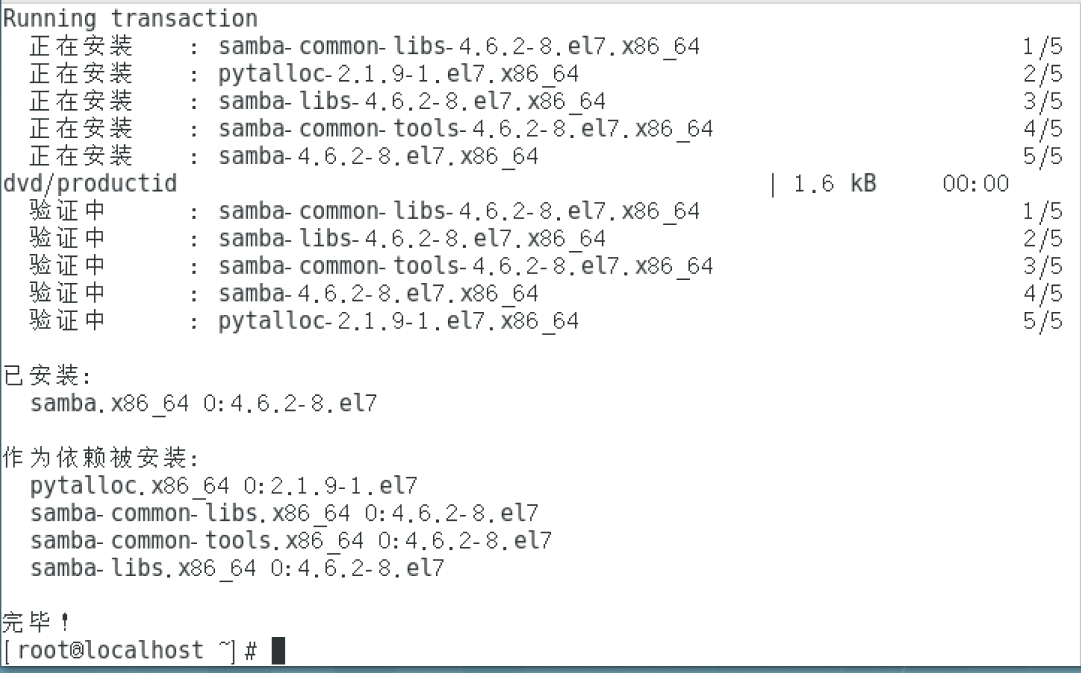 Running transaction
正在安装 : samba-common-libs-4.6.2-8.el7.x86_64 1/5
正在安装 : pytalloc-2.1.9-1.el7.x86_64 2/5
正在安装 : samba-libs-4.6.2-8.el7.x86_64 3/5
正在安装 : samba-common-tools-4.6.2-8.el7.x86_64 4/5
正在安装 : samba-4.6.2-8.el7.x86_64 5/5
dvd/productid | 1.6 kB 00:00
验证中 : samba-common-libs-4.6.2-8.el7.x86_64 1/5
验证中 : samba-libs-4.6.2-8.el7.x86_64 2/5
验证中 : samba-common-tools-4.6.2-8.el7.x86_64 3/5
验证中 : samba-4.6.2-8.el7.x86_64 4/5
验证中 : pytalloc-2.1.9-1.el7.x86_64 5/5
已安装:
samba.x86_64 0:4.6.2-8.el7
作为依赖被安装:
pytalloc.x86_64 0:2.1.9-1.el7
samba-common-libs.x86_64 0:4.6.2-8.el7
samba-common-tools.x86_64 0:4.6.2-8.el7
samba-libs.x86_64 0:4.6.2-8.el7
完毕！
[root@localhost ~]#